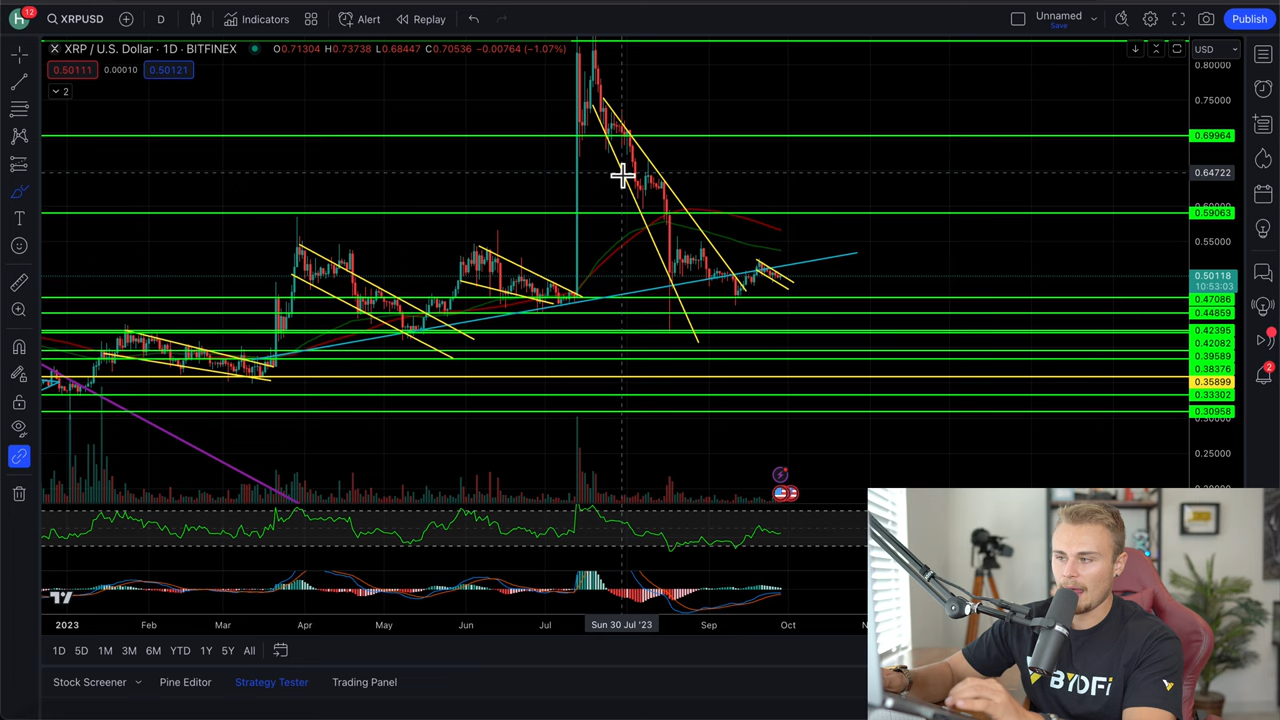 12
XRPUSD
D
Indicators
Alert
Replay
Unnamed
Save
Publish
XRP / U.S. Dollar · 1D · BITFINEX
O0.71304 H0.73738 L0.68447 C0.70536 −0.00764 (−1.07%)
USD
0.50111
0.00010
0.50121
2
0.80000
0.75000
0.69964
0.64722
0.60000
0.59063
0.55000
0.50118
10:53:03
0.47086
0.44859
0.42395
0.42082
0.39589
0.38376
0.35899
0.33302
0.30958
0.25000
2
2023
Feb
Mar
Apr
May
Jun
Jul
Sun 30 Jul '23
Sep
Oct
1D
5D
1M
3M
6M
YTD
1Y
5Y
All
Stock Screener
Pine Editor
Strategy Tester
Trading Panel
BYDFi